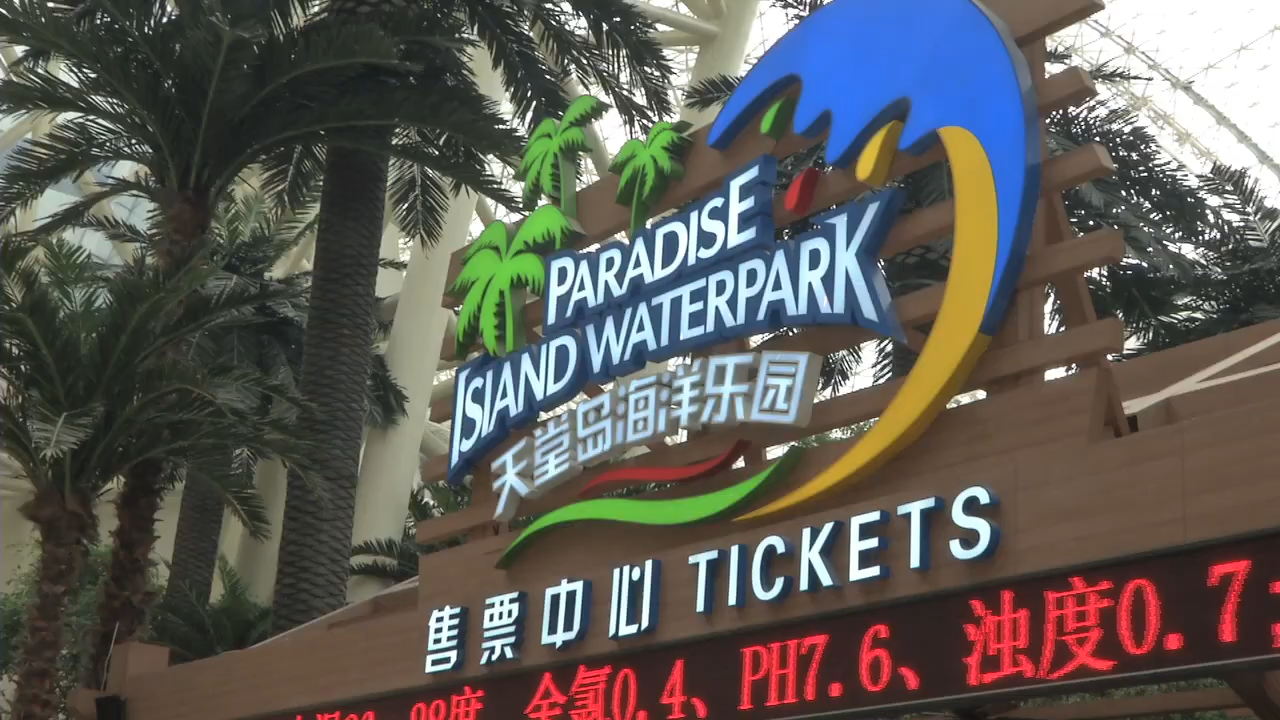 PARADISE
ISLAND WATERPARK
天堂岛海洋乐园
售票中心 TICKETS
度 余氯0.4、PH7.6、浊度0.7